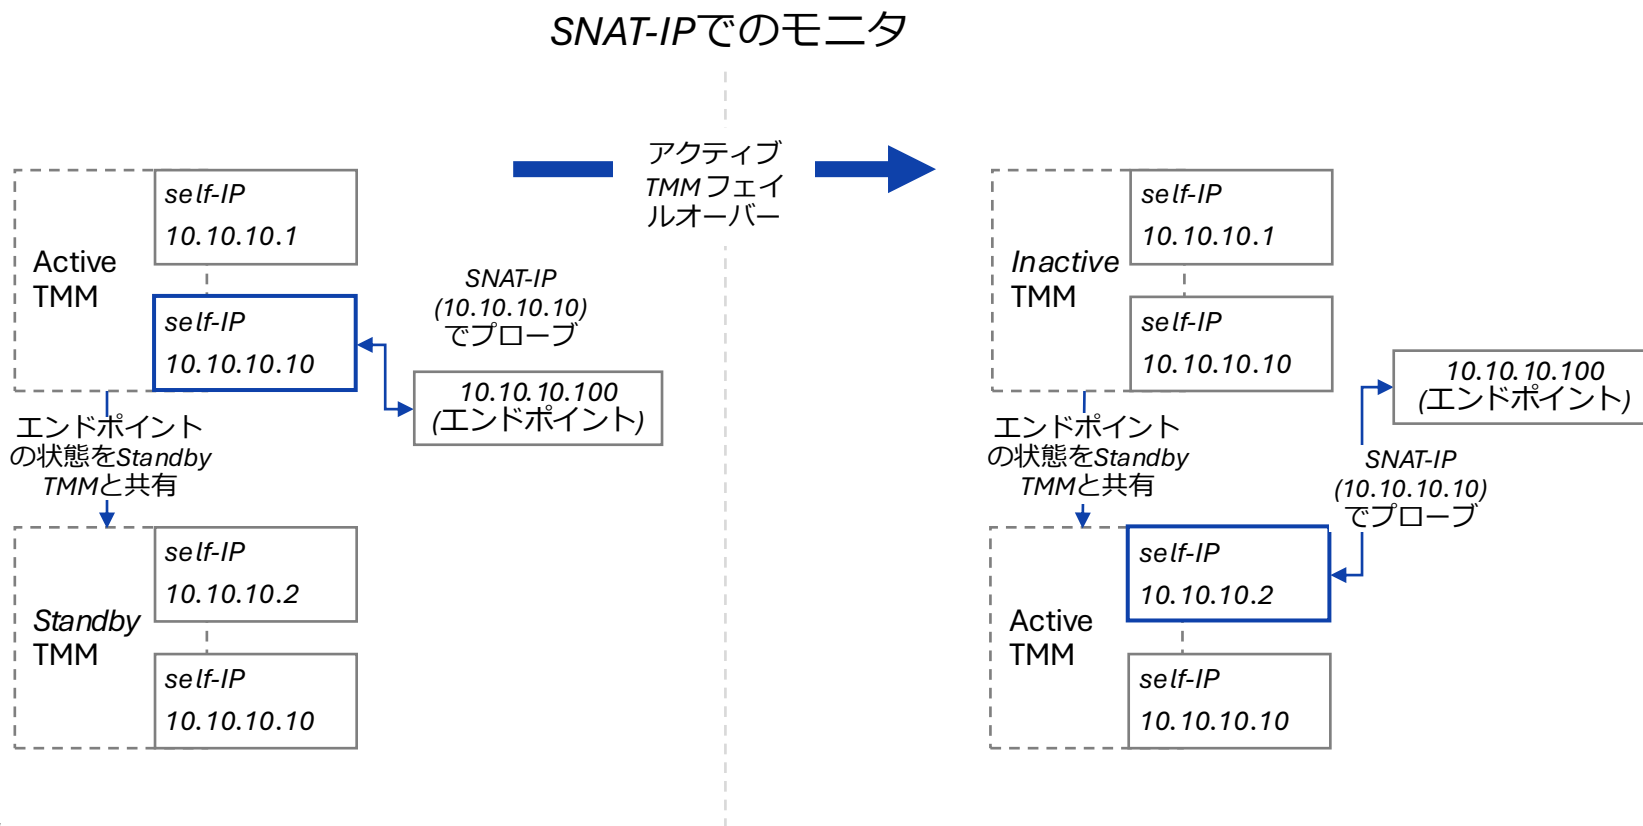 SNAT-IPでのモニタ
アクティブ
TMMフェイ
ルオーバー
self-IP
10.10.10.1
Active
TMM
self-IP
10.10.10.10
SNAT-IP
(10.10.10.10)
でプローブ
10.10.10.100
(エンドポイント)
エンドポイント
の状態をStandby
TMMと共有
self-IP
10.10.10.2
Standby
TMM
self-IP
10.10.10.10
self-IP
10.10.10.1
Inactive
TMM
self-IP
10.10.10.10
10.10.10.100
(エンドポイント)
エンドポイント
の状態をStandby
TMMと共有
SNAT-IP
(10.10.10.10)
でプローブ
self-IP
10.10.10.2
Active
TMM
self-IP
10.10.10.10